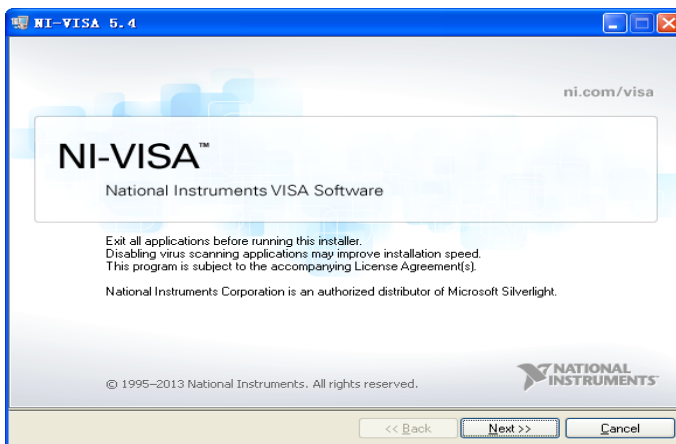 NI-VISA 5.4
ni.com/visa
NI-VISA™
National Instruments VISA Software
Exit all applications before running this installer.
Disabling virus scanning applications may improve installation speed.
This program is subject to the accompanying License Agreement(s).
National Instruments Corporation is an authorized distributor of Microsoft Silverlight.
© 1995–2013 National Instruments. All rights reserved.
NATIONAL
INSTRUMENTS™
<< Back Next >> Cancel